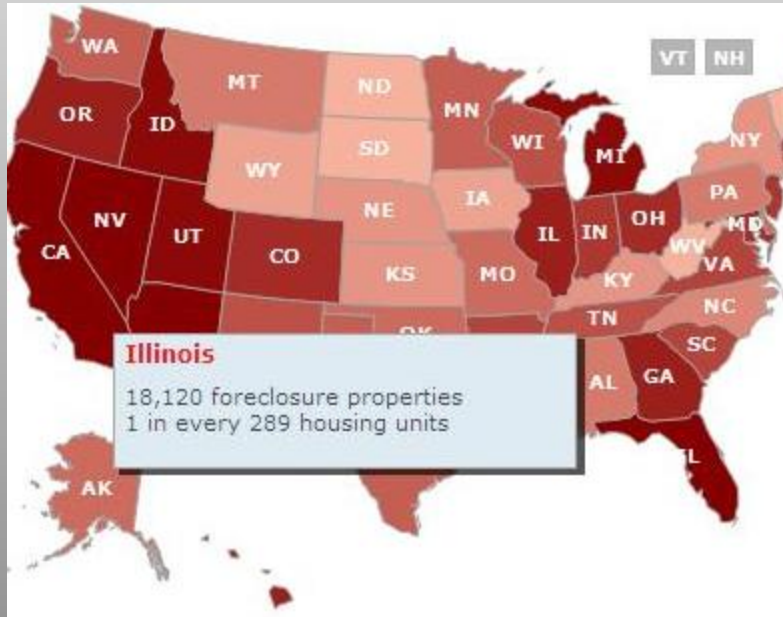 WA
MT
ND
MN
VT NH
OR
ID
SD
WI
MI
NY
WY
IA
PA
NE
IL
IN
OH
MD
NV
UT
CO
WV
CA
KS
MO
KY
VA
TN
NC
OK
SC
AL
GA
Illinois
18,120 foreclosure properties
1 in every 289 housing units
FL
AK